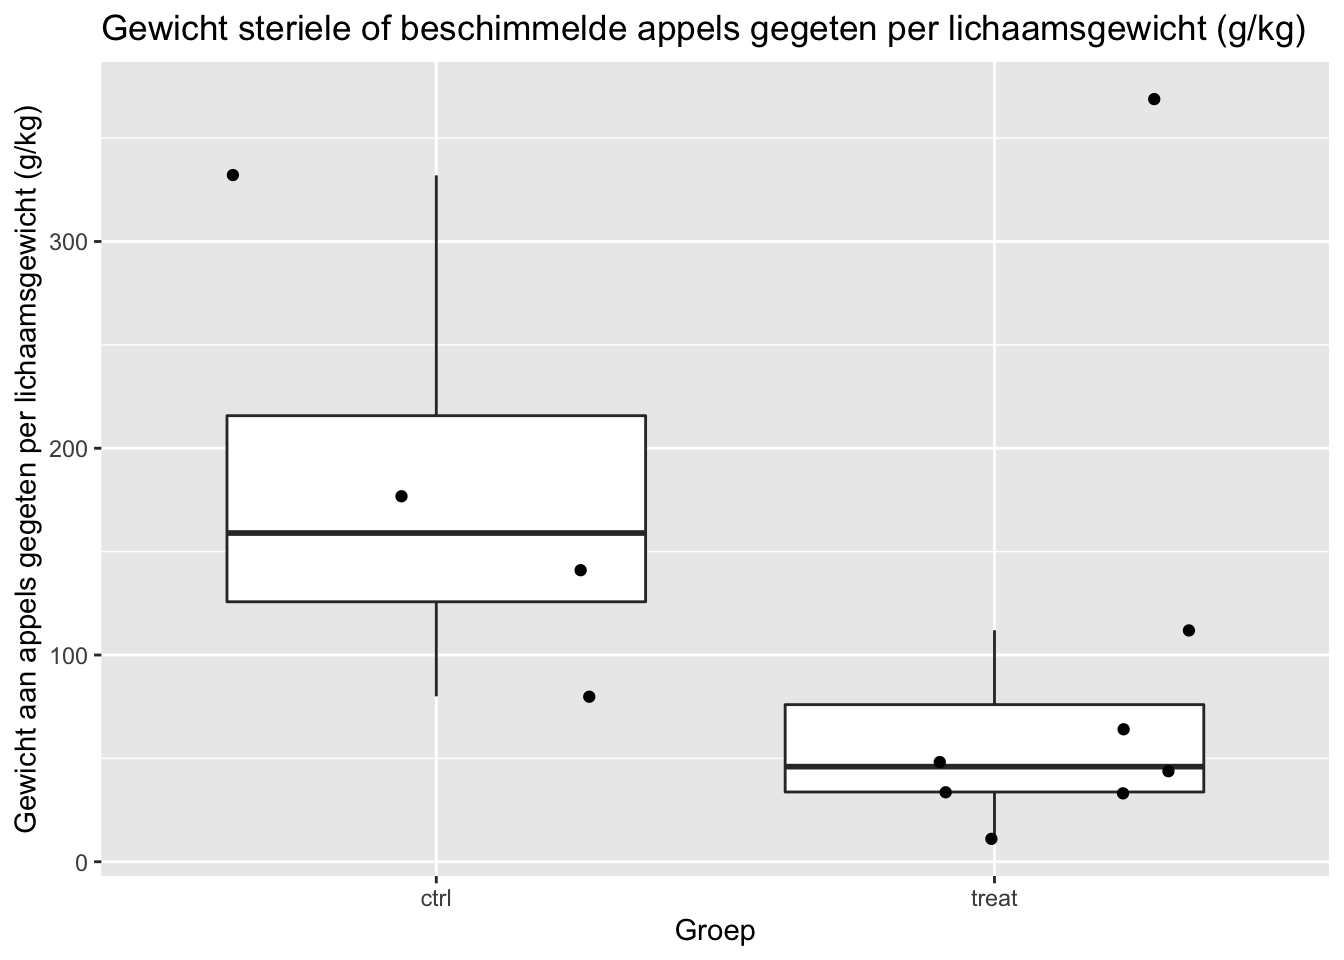 Gewicht steriele of beschimmelde appels gegeten per lichaamsgewicht (g/kg)
Gewicht aan appels gegeten per lichaamsgewicht (g/kg)
300
200
100
0
ctrl
treat
Groep